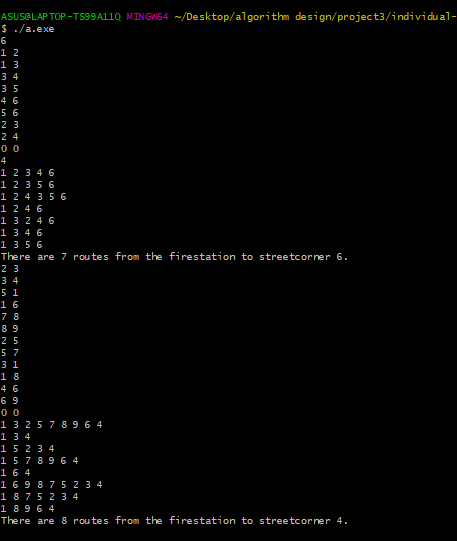 ASUS@LAPTOP-TS99A11Q MINGW64 ~/Desktop/algorithm design/project3/individual-
$ ./a.exe
6
1 2
1 3
3 4
3 5
4 6
5 6
2 3
2 4
0 0
4
1 2 3 4 6
1 2 3 5 6
1 2 4 3 5 6
1 2 4 6
1 3 2 4 6
1 3 4 6
1 3 5 6
There are 7 routes from the firestation to streetcorner 6.
2 3
3 4
5 1
1 6
7 8
8 9
2 5
5 7
3 1
1 8
4 6
6 9
0 0
1 3 2 5 7 8 9 6 4
1 3 4
1 5 2 3 4
1 5 7 8 9 6 4
1 6 4
1 6 9 8 7 5 2 3 4
1 8 7 5 2 3 4
1 8 9 6 4
There are 8 routes from the firestation to streetcorner 4.